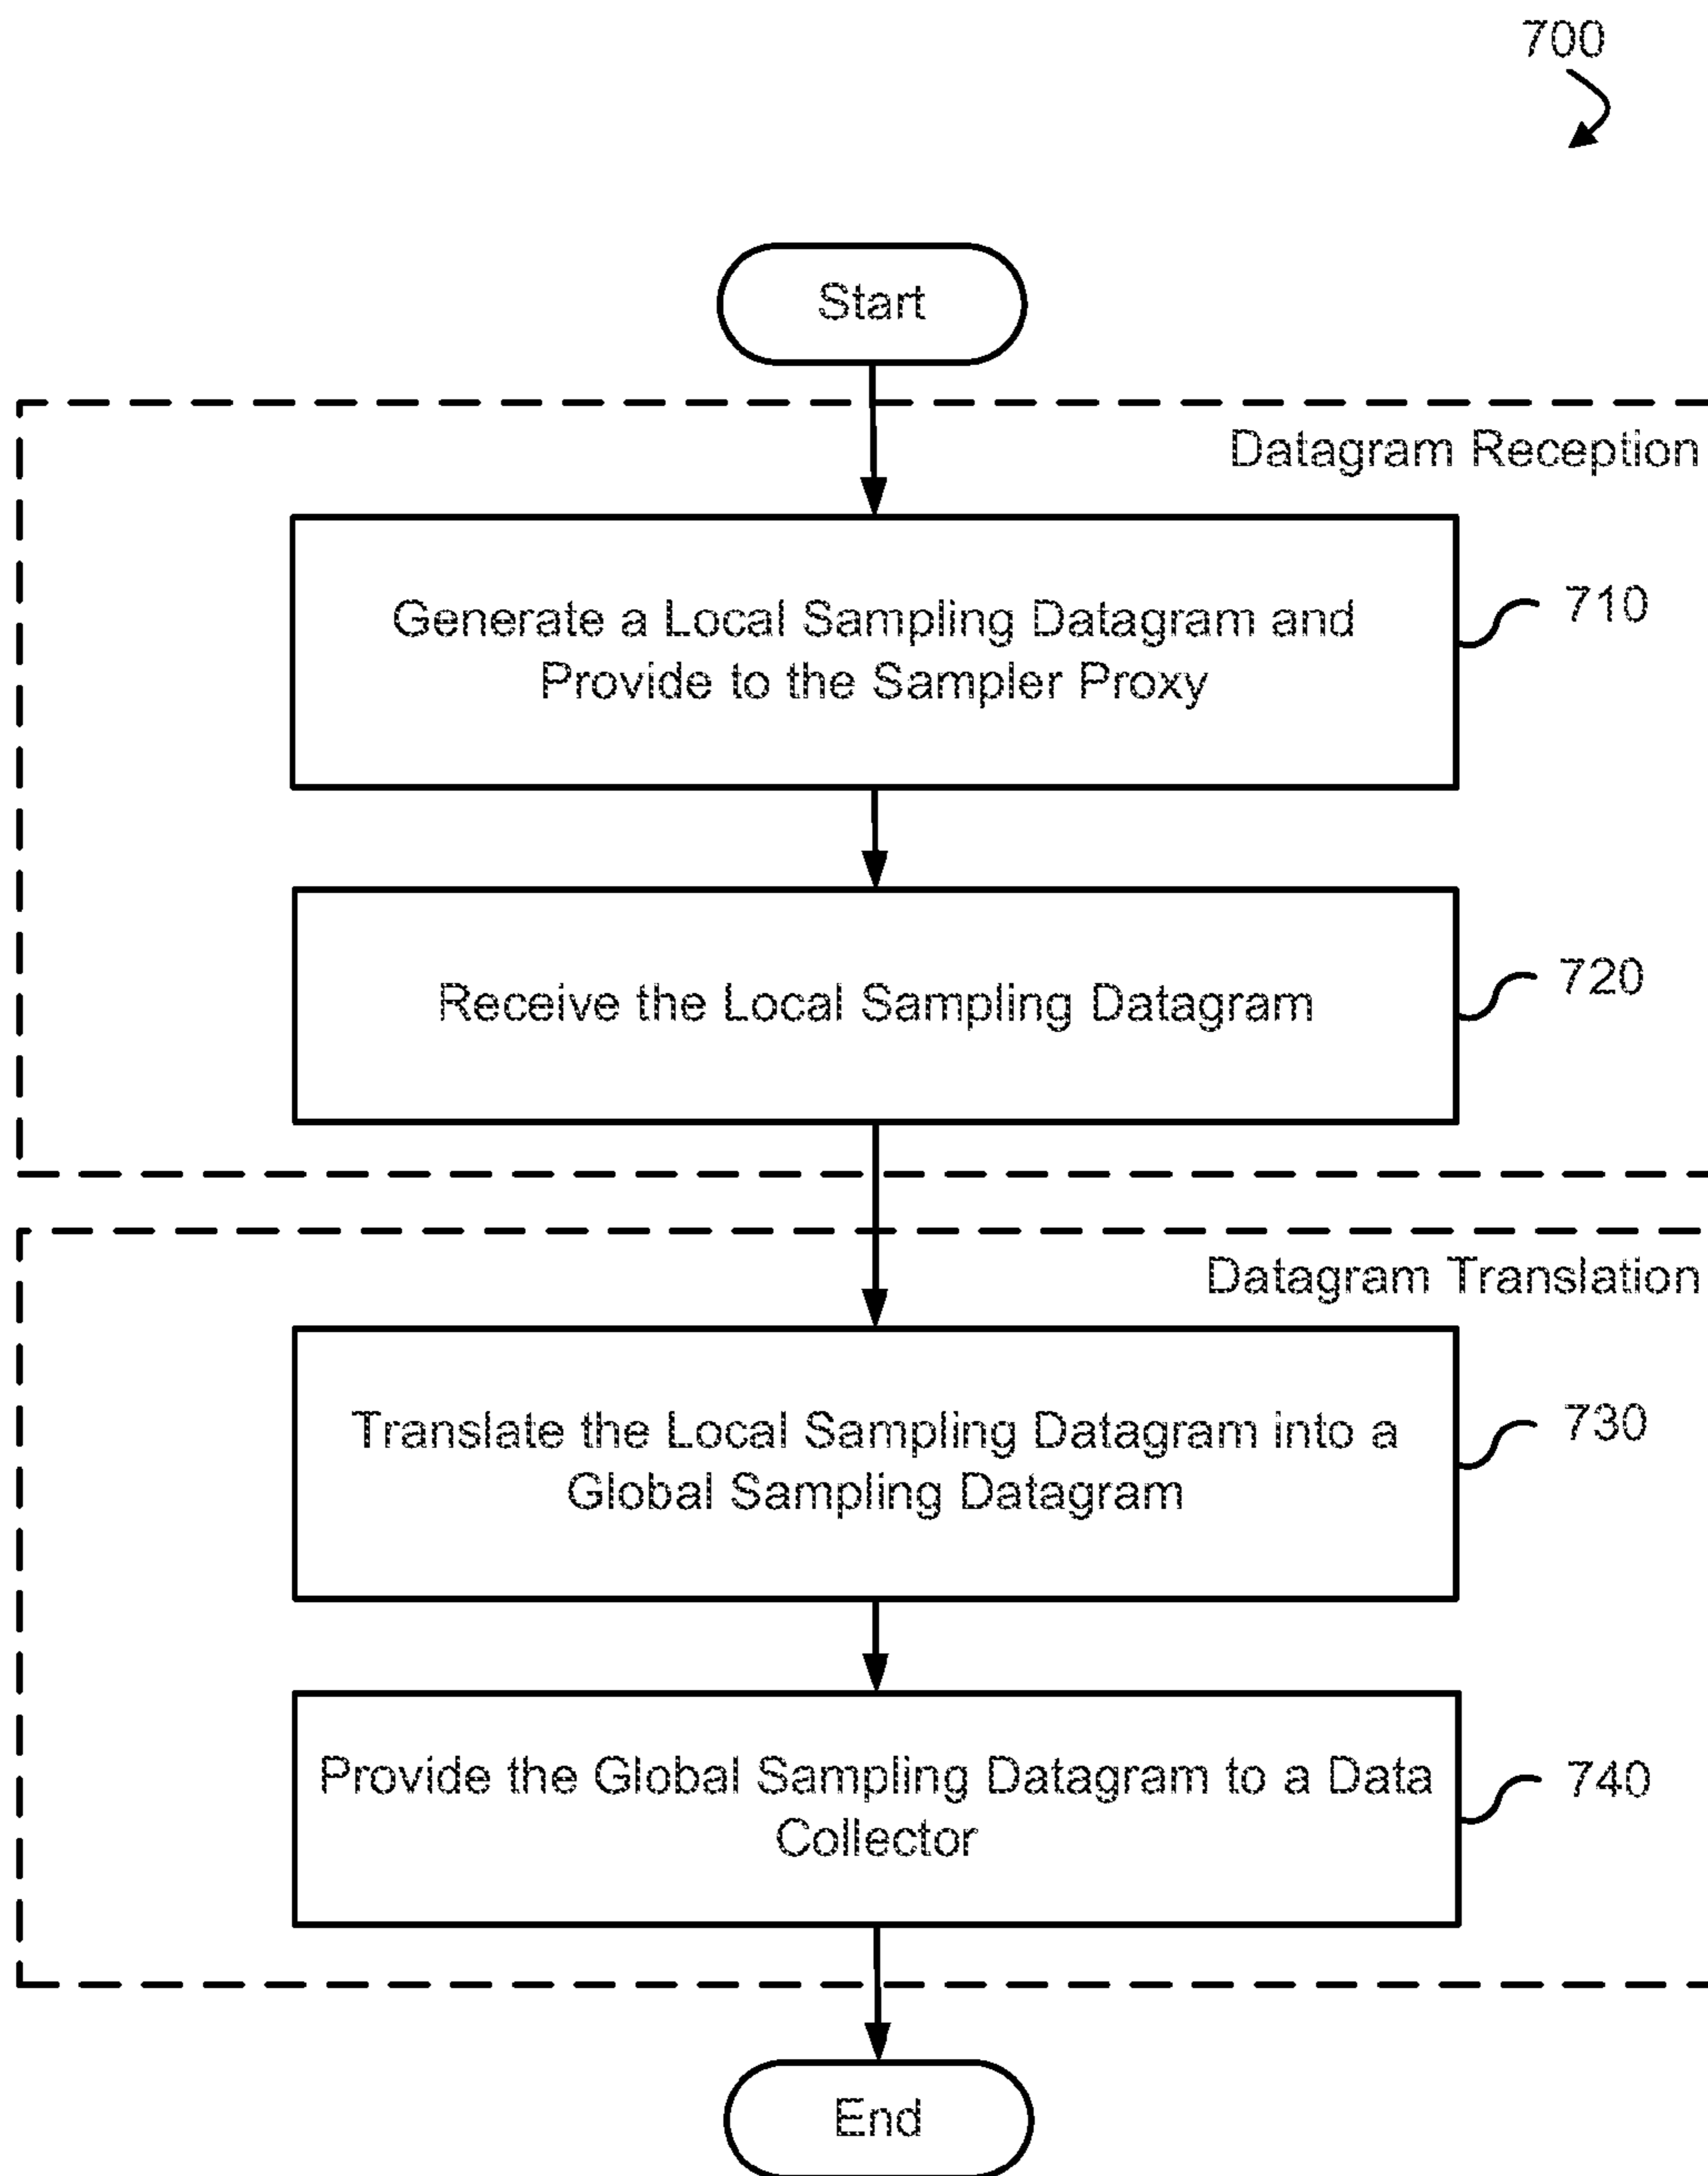 700
Start
Datagram Reception
Generate a Local Sampling Datagram and
Provide to the Sampler Proxy
710
Receive the Local Sampling Datagram
720
Datagram Translation
Translate the Local Sampling Datagram into a
Global Sampling Datagram
730
Provide the Global Sampling Datagram to a Data
Collector
740
End